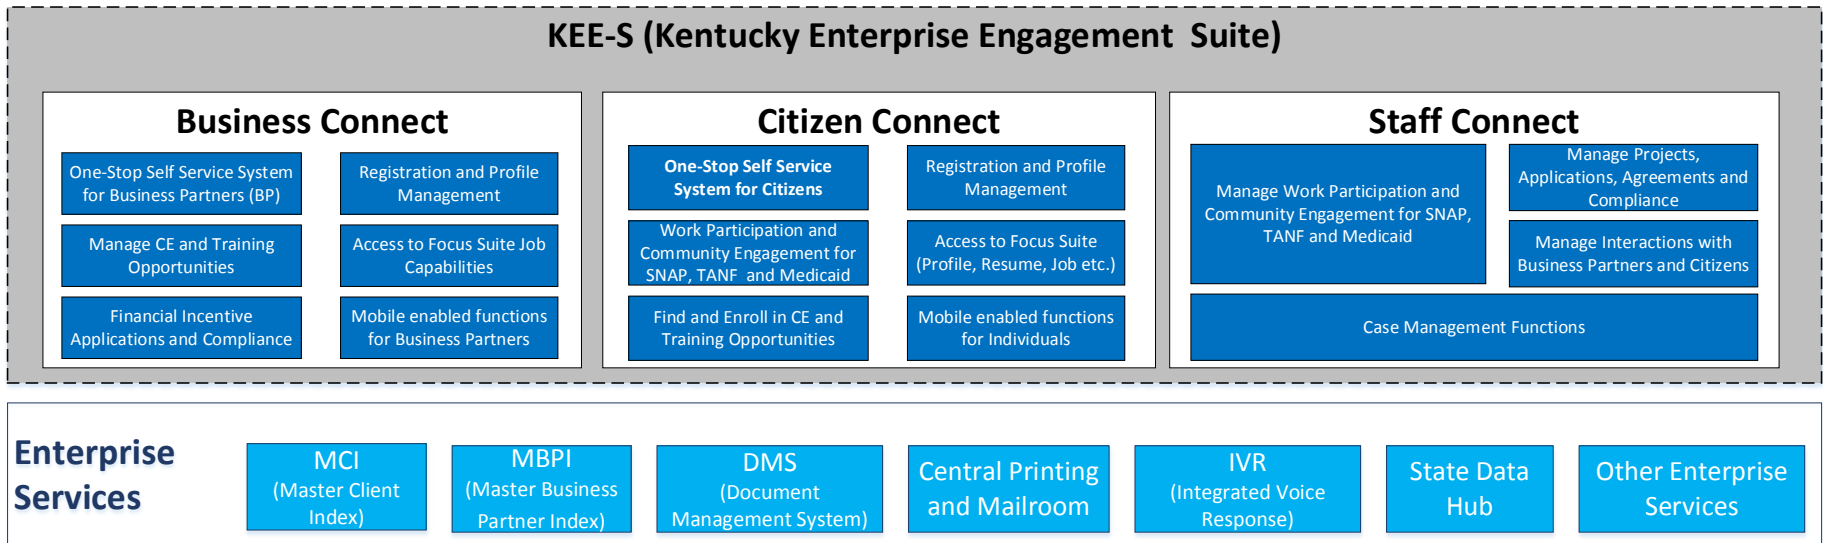 KEE-S (Kentucky Enterprise Engagement Suite)
Business Connect
One-Stop Self Service System
for Business Partners (BP)
Registration and Profile
Management
Manage CE and Training
Opportunities
Access to Focus Suite Job
Capabilities
Financial Incentive
Applications and Compliance
Mobile enabled functions
for Business Partners
Citizen Connect
One-Stop Self Service
System for Citizens
Registration and Profile
Management
Work Participation and
Community Engagement for
SNAP, TANF and Medicaid
Access to Focus Suite
(Profile, Resume, Job etc.)
Find and Enroll in CE and
Training Opportunities
Mobile enabled functions
for Individuals
Staff Connect
Manage Work Participation and
Community Engagement for SNAP,
TANF and Medicaid
Manage Projects,
Applications, Agreements and
Compliance
Manage Interactions with
Business Partners and Citizens
Case Management Functions
Enterprise
Services
MCI
(Master Client
Index)
MBPI
(Master Business
Partner Index)
DMS
(Document
Management System)
Central Printing
and Mailroom
IVR
(Integrated Voice
Response)
State Data
Hub
Other Enterprise
Services